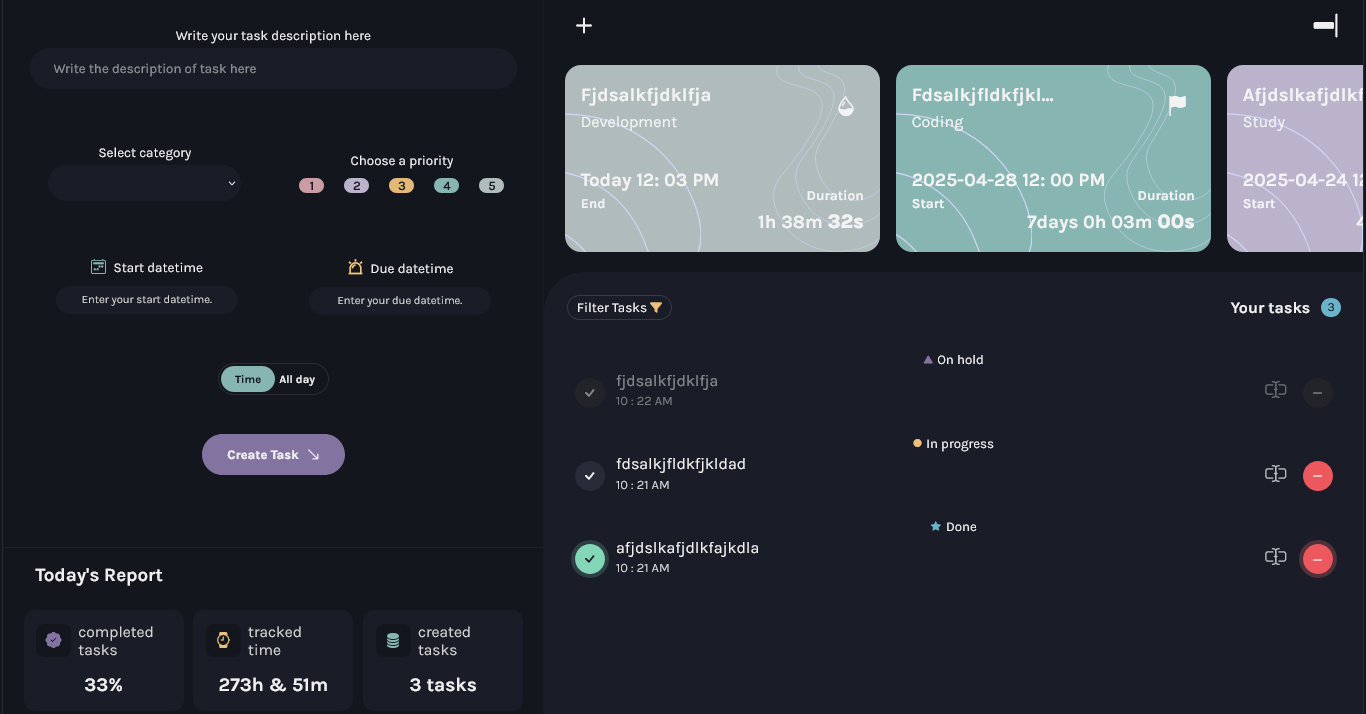 Write your task description here
Write the description of task here
Select category
Choose a priority
1 2 3 4 5
Start datetime
Due datetime
Enter your start datetime.
Enter your due datetime.
Time All day
Create Task
Today's Report
completed tasks
33%
tracked time
273h & 51m
created tasks
3 tasks
Fjdsalkfjdklfja
Development
Today 12: 03 PM
End
Duration
1h 38m 32s
Fdsalkjfldkfjkl...
Coding
2025-04-28 12: 00 PM
Start
Duration
7days 0h 03m 00s
Afjdslkafjdlkf
Study
2025-04-24 12
Start
Filter Tasks
Your tasks 3
On hold
fjdsalkfjdklfja
10 : 22 AM
In progress
fdsalkjfldkfjkldad
10 : 21 AM
Done
afjdslkafjdlkfajkdla
10 : 21 AM